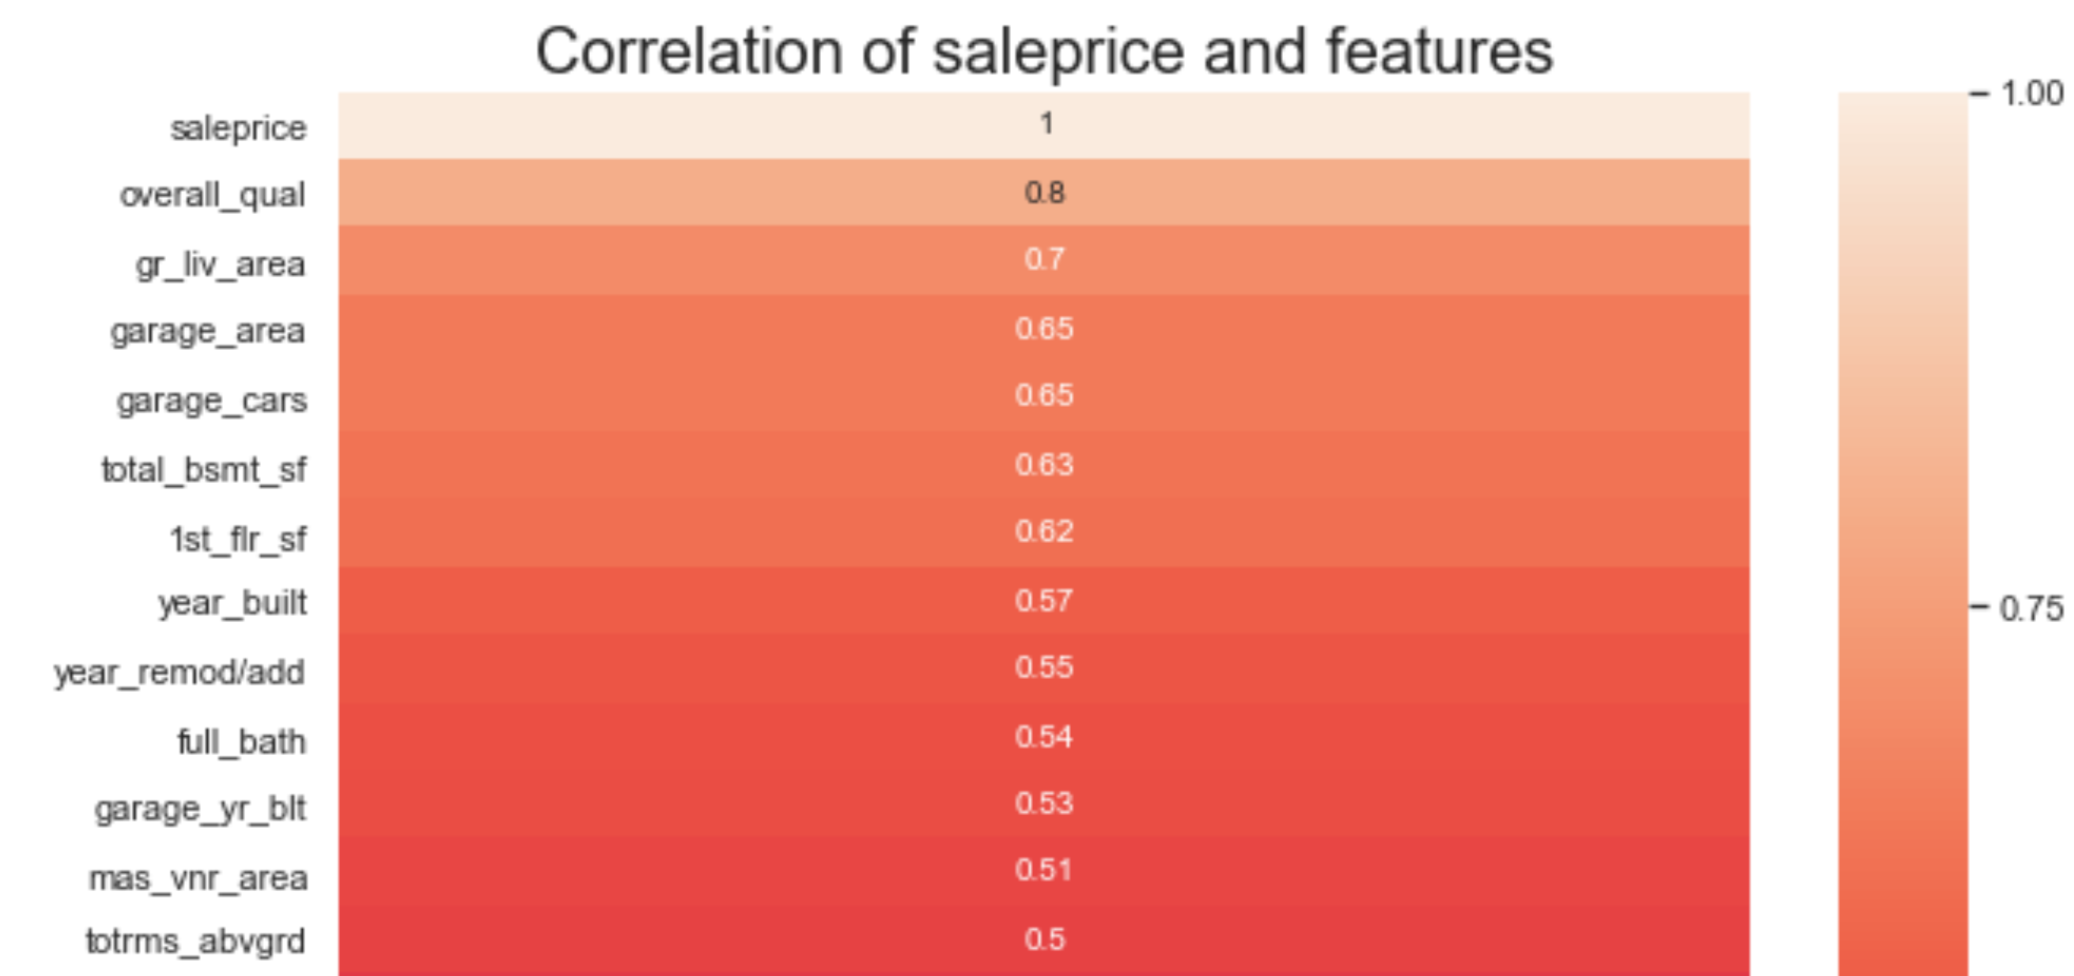 Correlation of saleprice and features
saleprice 1
overall_qual 0.8
gr_liv_area 0.7
garage_area 0.65
garage_cars 0.65
total_bsmt_sf 0.63
1st_flr_sf 0.62
year_built 0.57
year_remod/add 0.55
full_bath 0.54
garage_yr_blt 0.53
mas_vnr_area 0.51
totrms_abvgrd 0.5
1.00
0.75